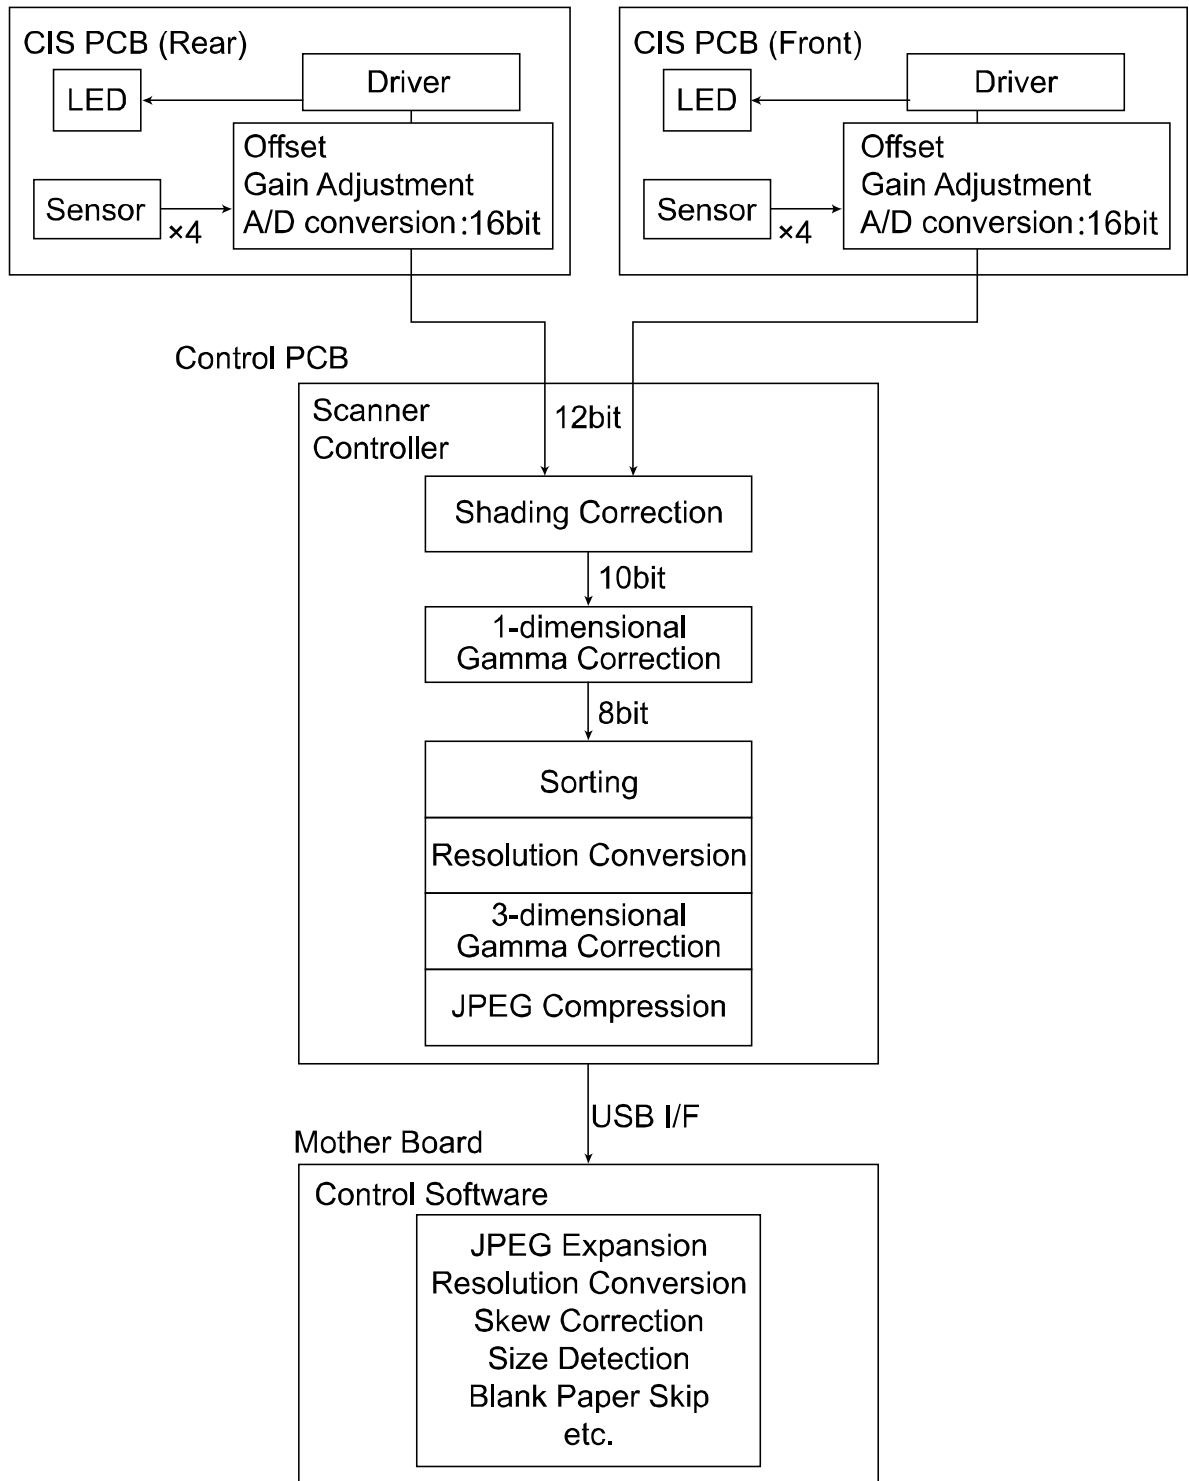 CIS PCB (Rear)
Driver
LED
Offset
Gain Adjustment
A/D conversion:16bit
Sensor
×4
CIS PCB (Front)
Driver
LED
Offset
Gain Adjustment
A/D conversion:16bit
Sensor
×4
Control PCB
Scanner
Controller
12bit
Shading Correction
10bit
1-dimensional
Gamma Correction
8bit
Sorting
Resolution Conversion
3-dimensional
Gamma Correction
JPEG Compression
USB I/F
Mother Board
Control Software
JPEG Expansion
Resolution Conversion
Skew Correction
Size Detection
Blank Paper Skip
etc.